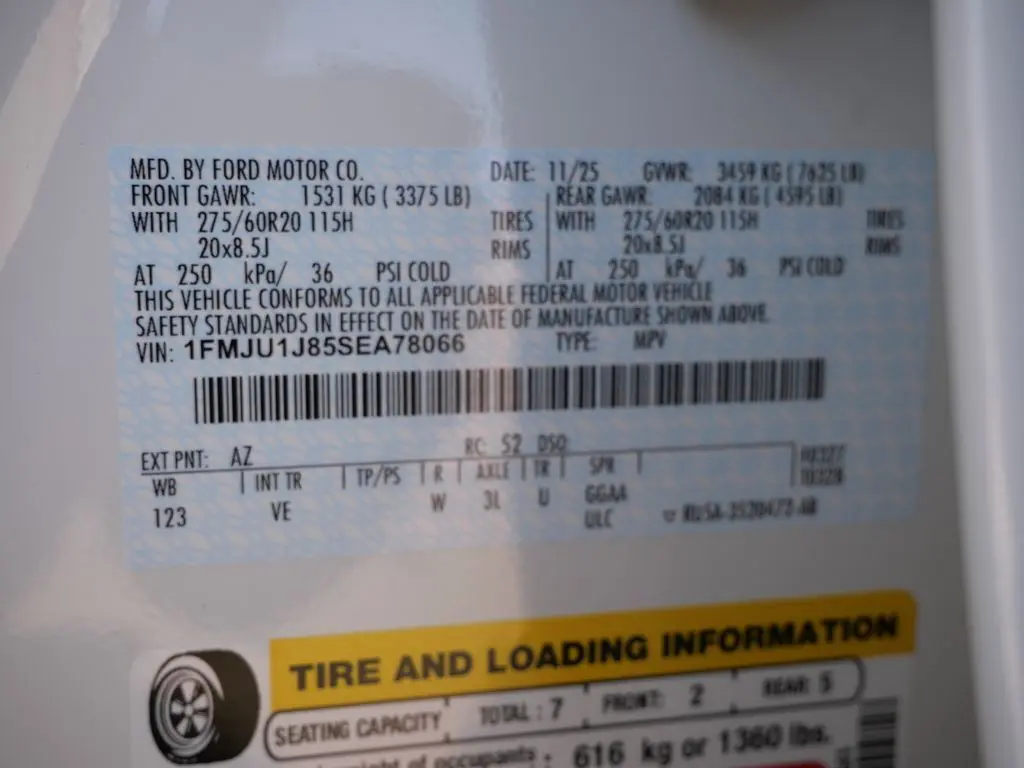 MFD. BY FORD MOTOR CO. DATE: 11/25 GVWR: 3459 KG ( 7625 LB)
FRONT GAWR: 1531 KG ( 3375 LB) REAR GAWR: 2084 KG ( 4595 LB)
WITH 275/60R20 115H TIRES WITH 275/60R20 115H TIRES
20x8.5J RIMS 20x8.5J RIMS
AT 250 kPa/ 36 PSI COLD AT 250 kPa/ 36 PSI COLD
THIS VEHICLE CONFORMS TO ALL APPLICABLE FEDERAL MOTOR VEHICLE
SAFETY STANDARDS IN EFFECT ON THE DATE OF MANUFACTURE SHOWN ABOVE.
VIN: 1FMJU1J85SEA78066 TYPE: MPV
EXT PNT: AZ RC: 52 DSO:
WB INT TR TP/PS R AXLE TR SPR
123 VE W 3L U GGAA
ULC
TIRE AND LOADING INFORMATION
SEATING CAPACITY TOTAL : 7 FRONT: 2 REAR: 5
of occupants 616 kg or 1360 lbs.